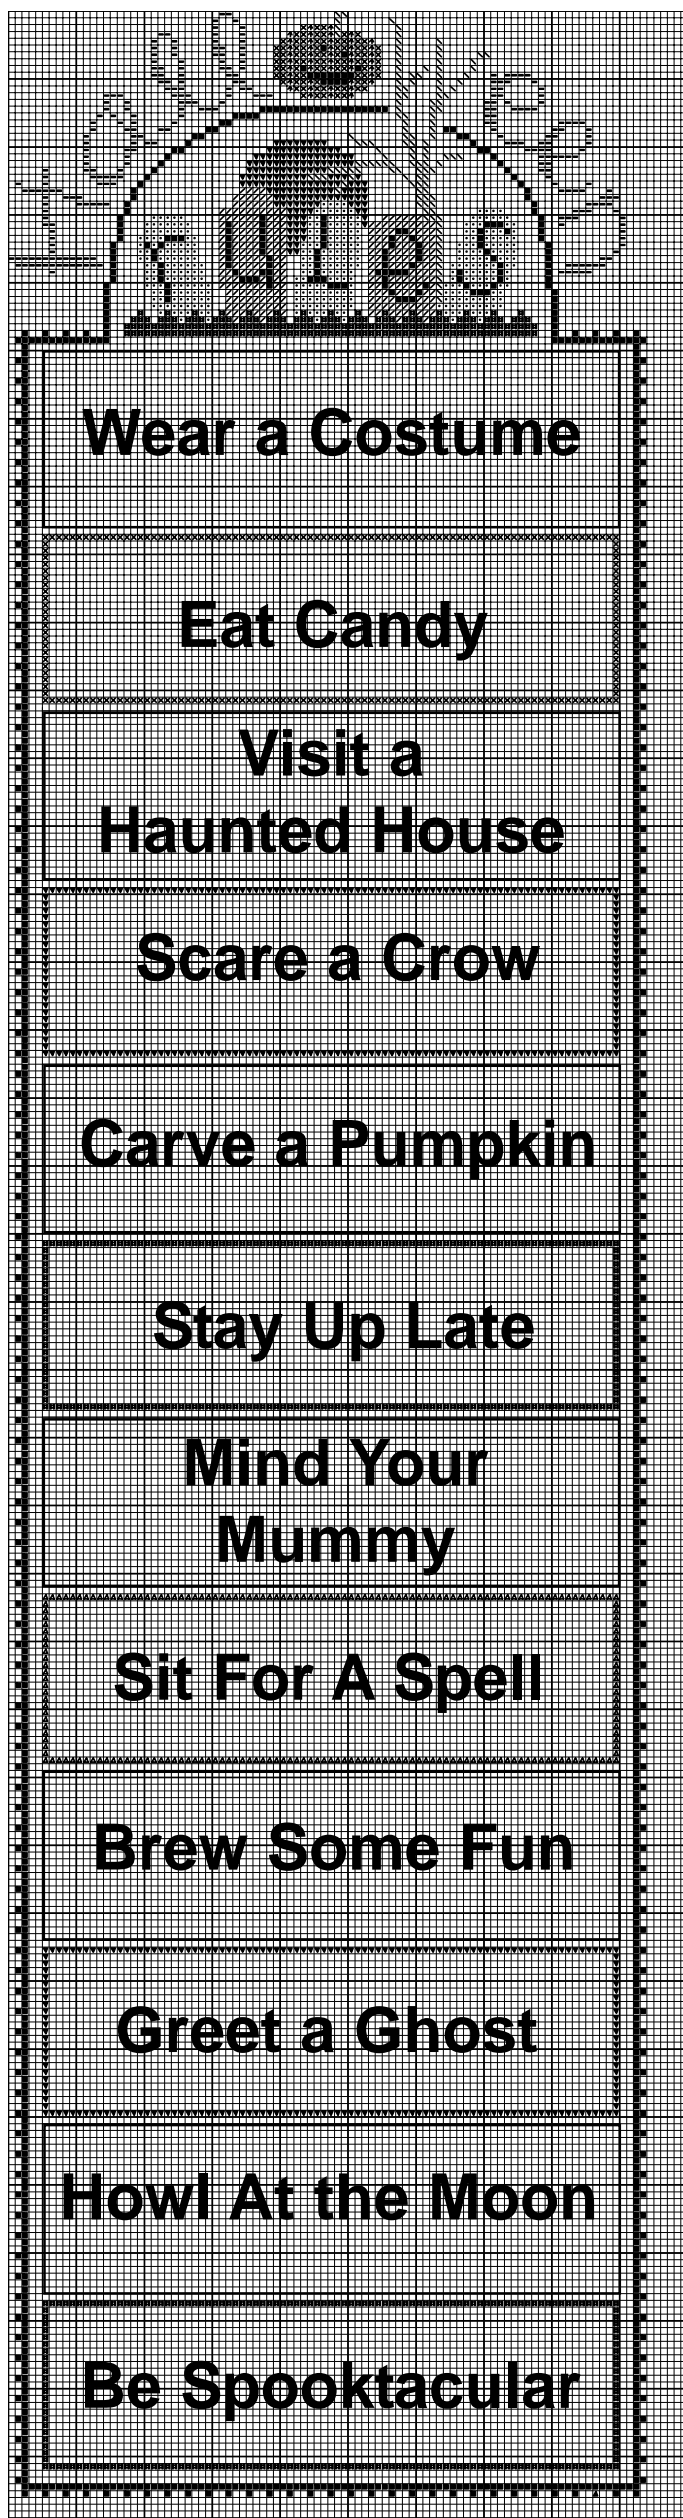 rules
Wear a Costume
Eat Candy
Visit a
Haunted House
Scare a Crow
Carve a Pumpkin
Stay Up Late
Mind Your
Mummy
Sit For A Spell
Brew Some Fun
Greet a Ghost
Howl At the Moon
Be Spooktacular